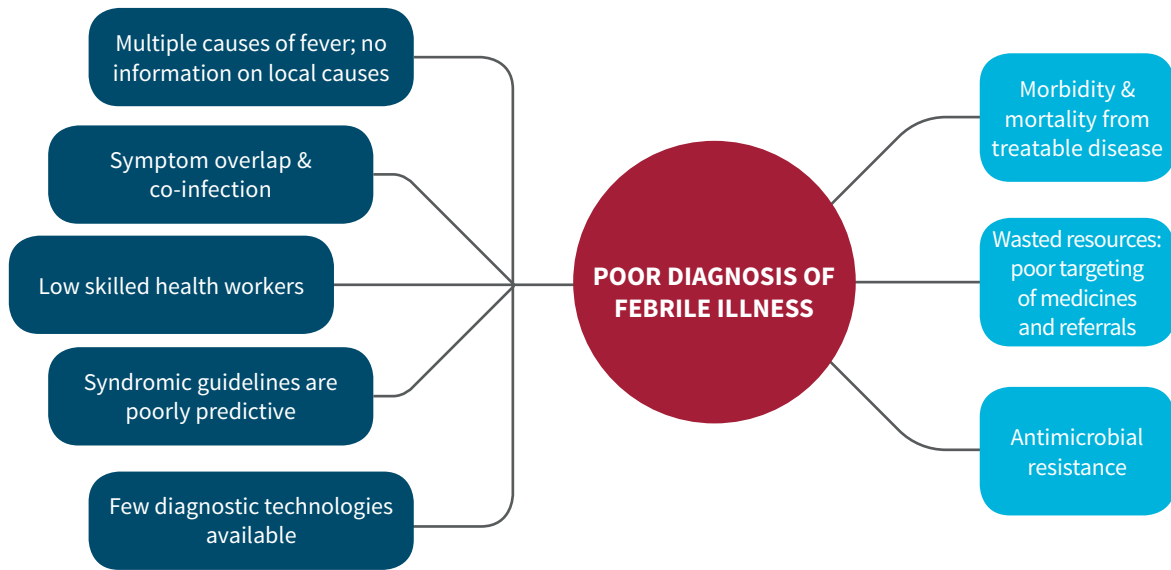 Multiple causes of fever; no
information on local causes
Symptom overlap &
co-infection
Low skilled health workers
Syndromic guidelines are
poorly predictive
Few diagnostic technologies
available
POOR DIAGNOSIS OF
FEBRILE ILLNESS
Morbidity &
mortality from
treatable disease
Wasted resources:
poor targeting
of medicines
and referrals
Antimicrobial
resistance